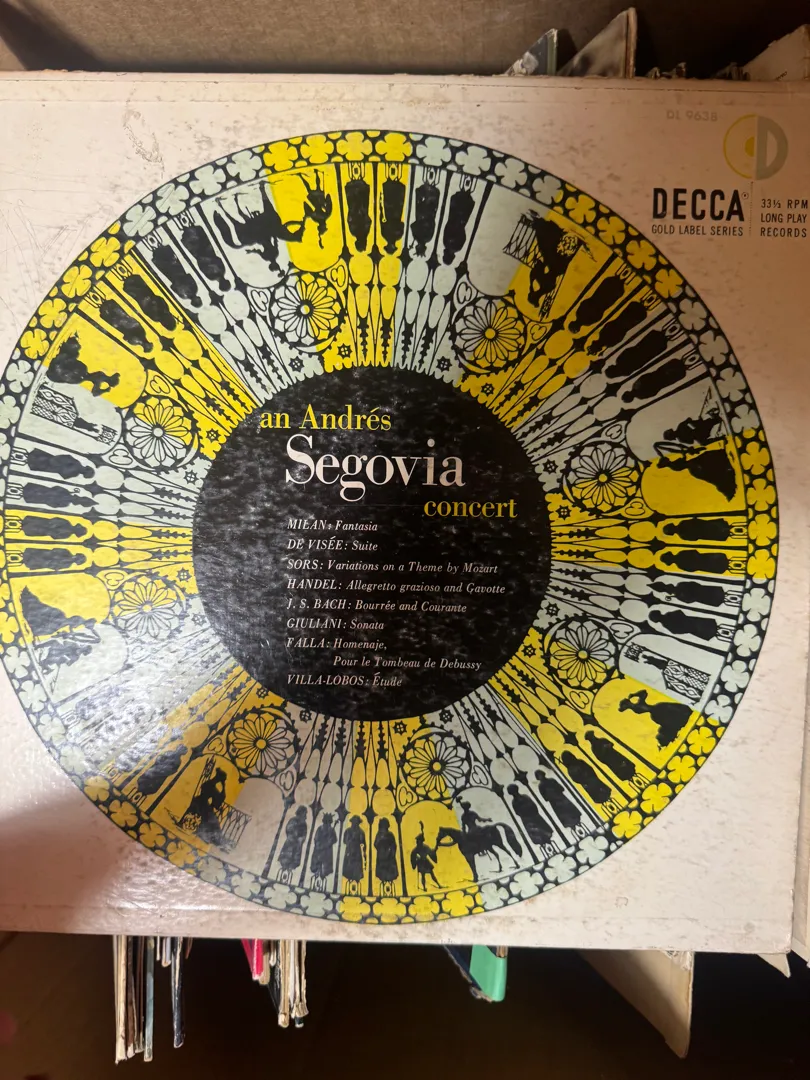 DL 9638
DECCA®
GOLD LABEL SERIES
33⅓ RPM
LONG PLAY
RECORDS
an Andrés
Segovia
concert
MILAN: Fantasia
DE VISÉE: Suite
SORS: Variations on a Theme by Mozart
HANDEL: Allegretto grazioso and Gavotte
J. S. BACH: Bourrée and Courante
GIULIANI: Sonata
FALLA: Homenaje,
Pour le Tombeau de Debussy
VILLA-LOBOS: Étude